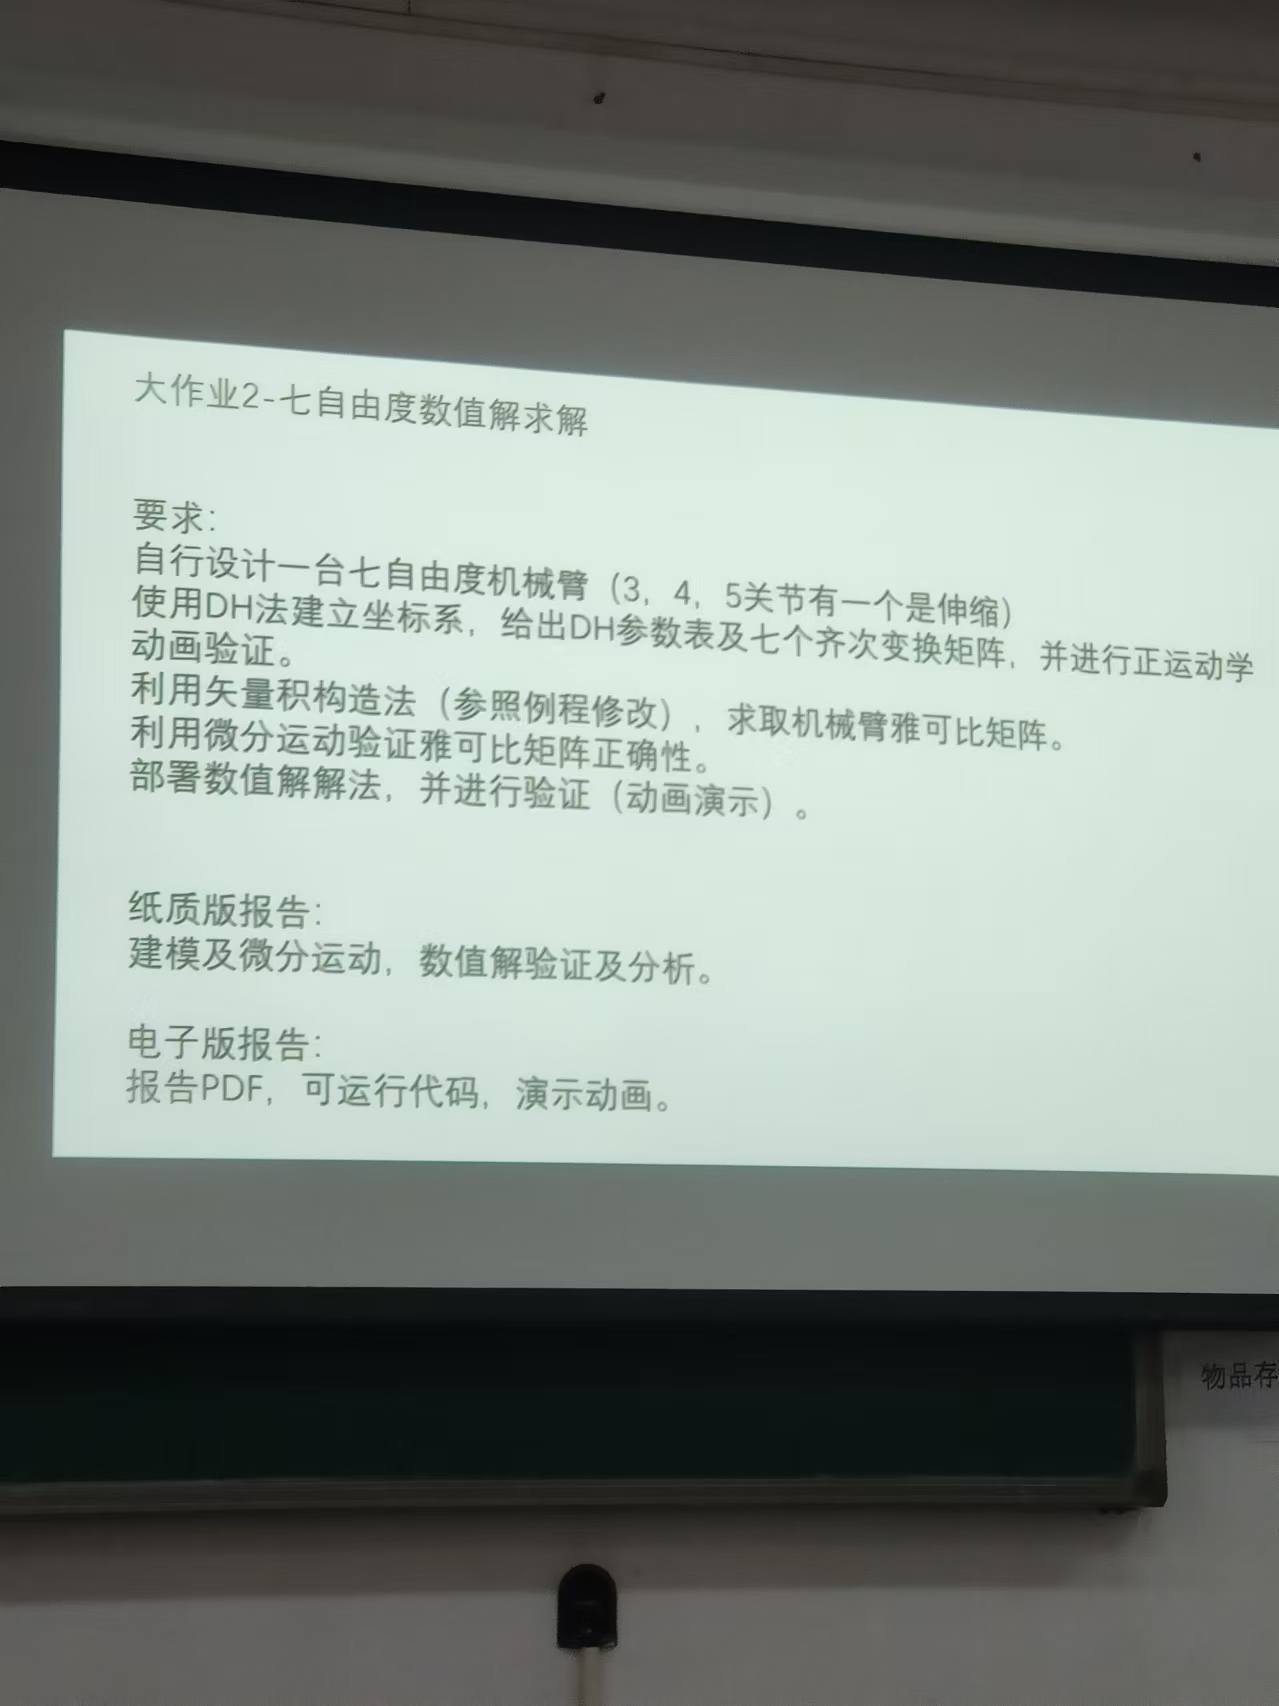 大作业2-七自由度数值解求解
要求：
自行设计一台七自由度机械臂（3，4，5关节有一个是伸缩）
使用DH法建立坐标系，给出DH参数表及七个齐次变换矩阵，并进行正运动学
动画验证。
利用矢量积构造法（参照例程修改），求取机械臂雅可比矩阵。
利用微分运动验证雅可比矩阵正确性。
部署数值解解法，并进行验证（动画演示）。
纸质版报告：
建模及微分运动，数值解验证及分析。
电子版报告：
报告PDF，可运行代码，演示动画。
物品存